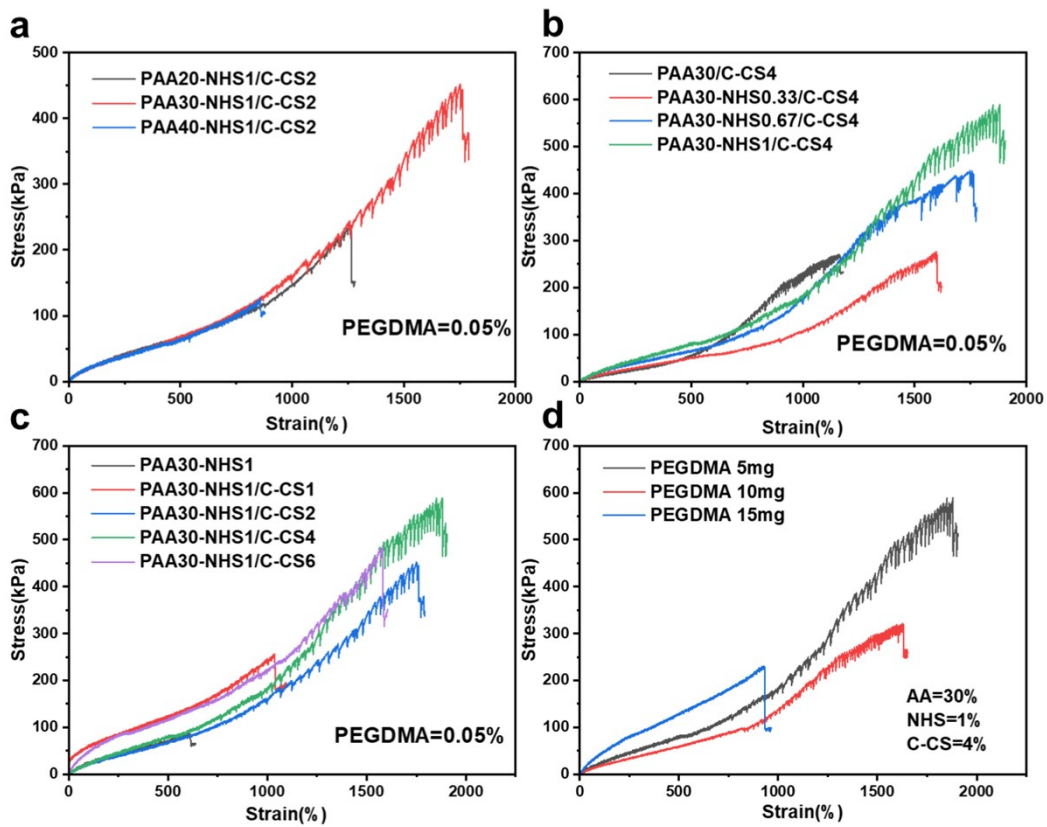 a
500
400
300
200
100
0
Stress(kPa)
PAA20-NHS1/C-CS2
PAA30-NHS1/C-CS2
PAA40-NHS1/C-CS2
PEGDMA=0.05%
0 500 1000 1500 2000
Strain(%)
b
700
600
500
400
300
200
100
0
Stress(kPa)
PAA30/C-CS4
PAA30-NHS0.33/C-CS4
PAA30-NHS0.67/C-CS4
PAA30-NHS1/C-CS4
PEGDMA=0.05%
0 500 1000 1500 2000
Strain(%)
c
700
600
500
400
300
200
100
0
Stress(kPa)
PAA30-NHS1
PAA30-NHS1/C-CS1
PAA30-NHS1/C-CS2
PAA30-NHS1/C-CS4
PAA30-NHS1/C-CS6
PEGDMA=0.05%
0 500 1000 1500 2000
Strain(%)
d
700
600
500
400
300
200
100
0
Stress(kPa)
PEGDMA 5mg
PEGDMA 10mg
PEGDMA 15mg
AA=30%
NHS=1%
C-CS=4%
0 500 1000 1500 2000
Strain(%)